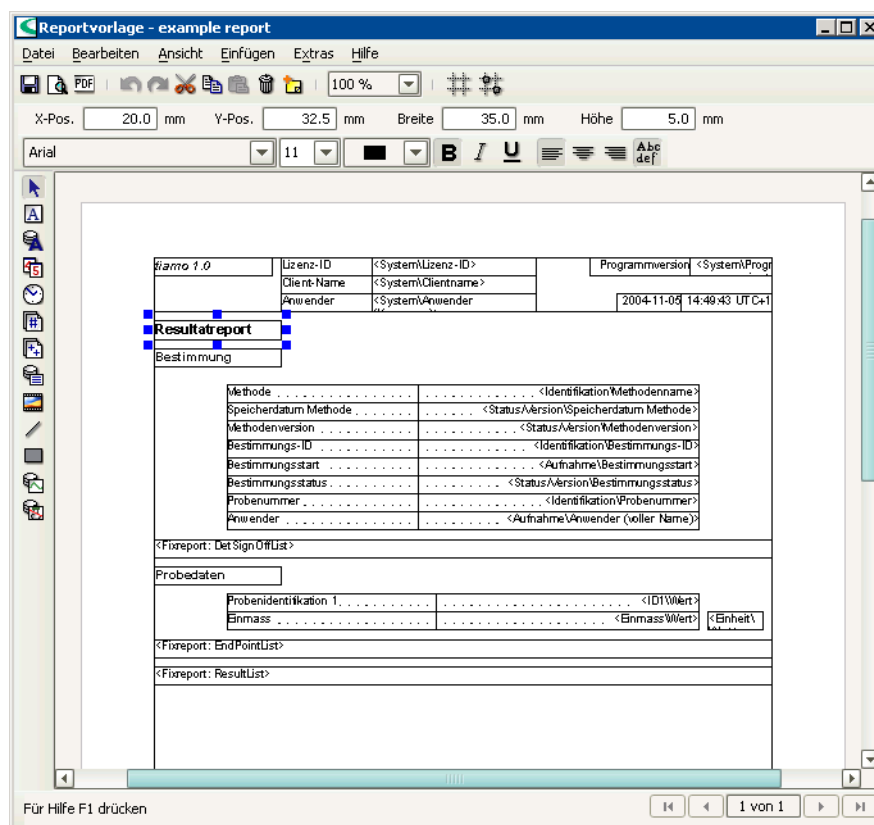 Reportvorlage - example report
Datei Bearbeiten Ansicht Einfügen Extras Hilfe
PDF 100 %
X-Pos. 20.0 mm Y-Pos. 32.5 mm Breite 35.0 mm Höhe 5.0 mm
Arial 11 B I U Abc def
tiamo 1.0 Lizenz-ID <System\Lizenz-ID> Programmversion <System\Progr
Client-Name <System\Clientname>
Anwender <System\Anwender 2004-11-05 14:49:43 UTC+1
Resultatreport
Bestimmung
Methode . . . . . . . . . . . . . . . . . . . . . . . . . . . . <Identifikation\Methodenname>
Speicherdatum Methode . . . . . . . . . . . . . <Status/Version\Speicherdatum Methode>
Methodenversion . . . . . . . . . . . . . . . . . . . . . <Status/Version\Methodenversion>
Bestimmungs-ID . . . . . . . . . . . . . . . . . . . . . . . <Identifikation\Bestimmungs-ID>
Bestimmungsstart . . . . . . . . . . . . . . . . . . . . . . <Aufnahme\Bestimmungsstart>
Bestimmungsstatus . . . . . . . . . . . . . . . . . . <Status/Version\Bestimmungsstatus>
Probenummer . . . . . . . . . . . . . . . . . . . . . . . . . <Identifikation\Probenummer>
Anwender . . . . . . . . . . . . . . . . . . . . . . <Aufnahme\Anwender (voller Name)>
<Fixreport: DetSignOffList>
Probedaten
Probenidentifikation 1. . . . . . . . . . . . . . . . . . . . . . . . . . . . <ID1\Wert>
Einmass . . . . . . . . . . . . . . . . . . . . . . . . . . . . . . <Einmass\Wert> <Einheit\
<Fixreport: EndPointList>
<Fixreport: ResultList>
Für Hilfe F1 drücken 1 von 1